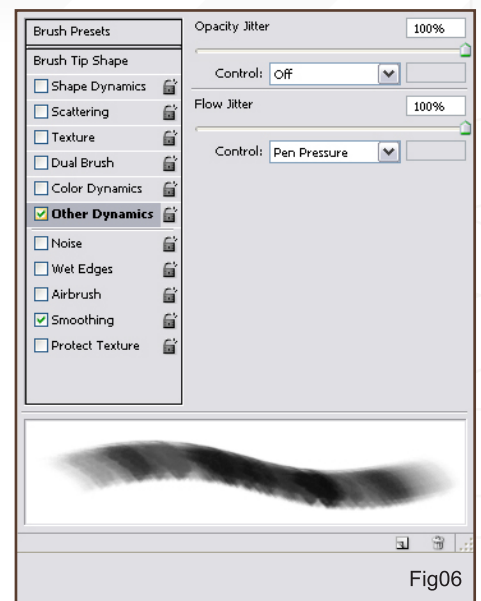 Brush Presets
Brush Tip Shape
Shape Dynamics
Scattering
Texture
Dual Brush
Color Dynamics
Other Dynamics
Noise
Wet Edges
Airbrush
Smoothing
Protect Texture
Opacity Jitter 100%
Control: Off
Flow Jitter 100%
Control: Pen Pressure
Fig06